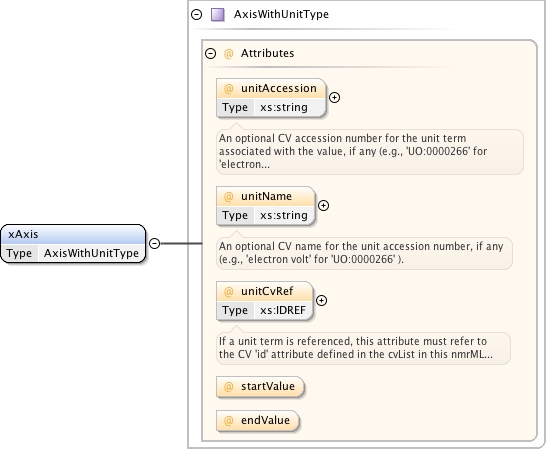 AxisWithUnitType
@ Attributes
@ unitAccession
Type xs:string
An optional CV accession number for the unit term
associated with the value, if any (e.g., 'UO:0000266' for
'electron...
@ unitName
Type xs:string
An optional CV name for the unit accession number, if any
(e.g., 'electron volt' for 'UO:0000266' ).
xAxis
Type AxisWithUnitType
@ unitCvRef
Type xs:IDREF
If a unit term is referenced, this attribute must refer to
the CV 'id' attribute defined in the cvList in this nmrML...
@ startValue
@ endValue